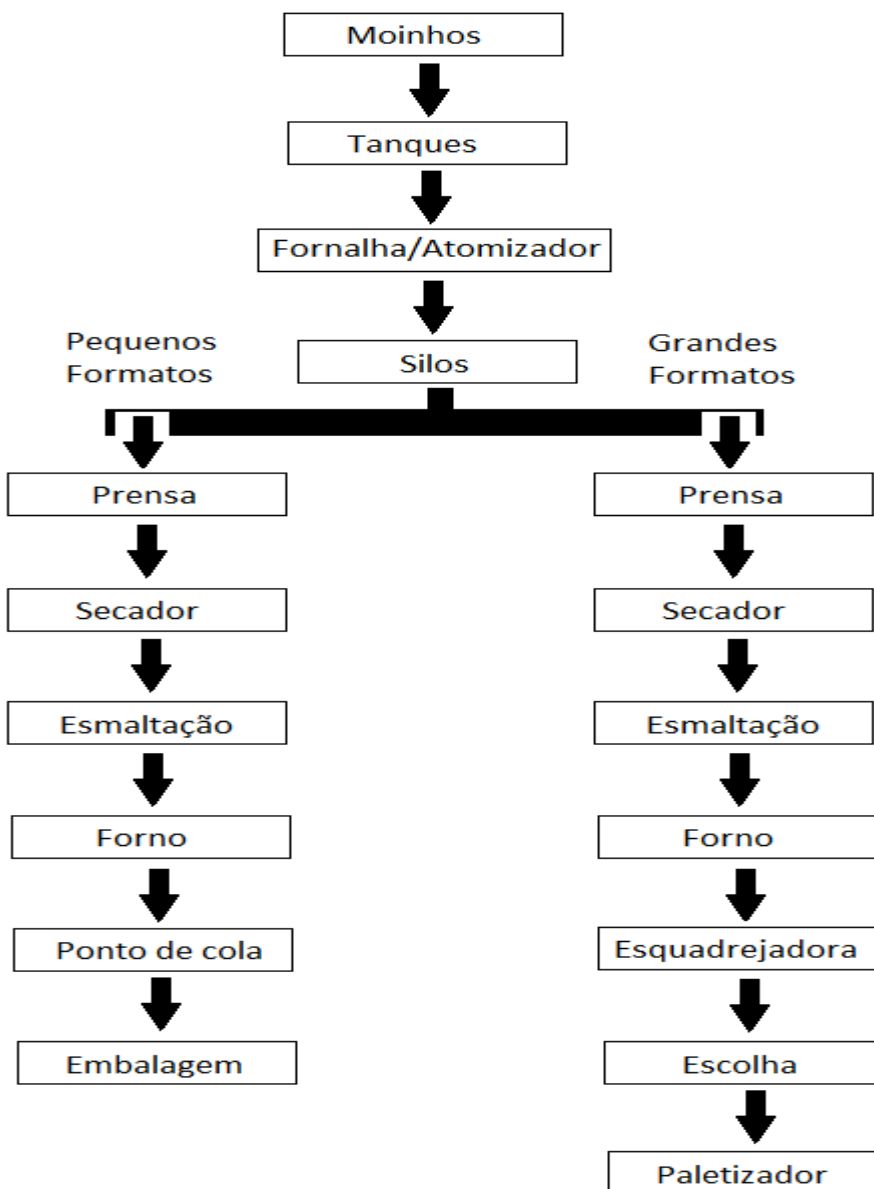 Moinhos
Tanques
Fornalha/Atomizador
Pequenos
Formatos
Silos
Grandes
Formatos
Prensa
Prensa
Secador
Secador
Esmaltação
Esmaltação
Forno
Forno
Ponto de cola
Esquadrejadora
Embalagem
Escolha
Paletizador